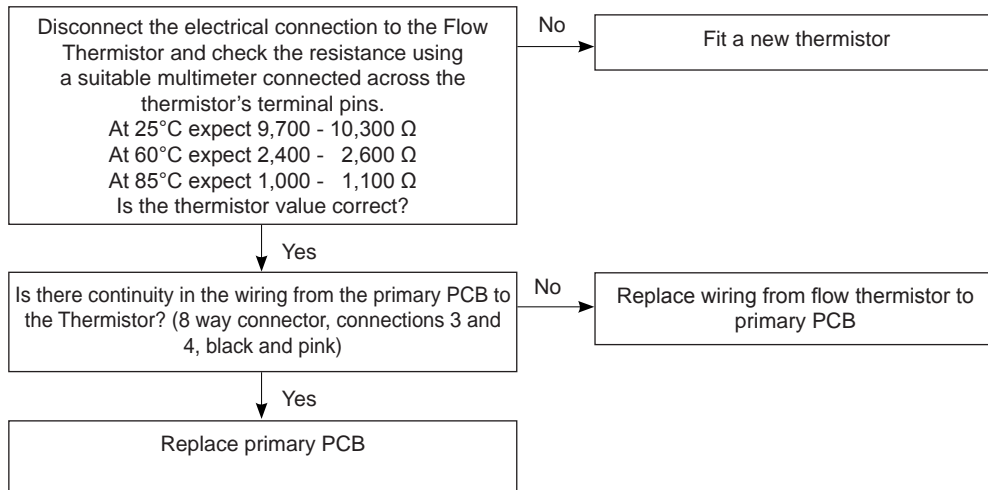 Disconnect the electrical connection to the Flow
Thermistor and check the resistance using
a suitable multimeter connected across the
thermistor’s terminal pins.
At 25°C expect 9,700 - 10,300 Ω
At 60°C expect 2,400 - 2,600 Ω
At 85°C expect 1,000 - 1,100 Ω
Is the thermistor value correct?
No
Fit a new thermistor
Yes
Is there continuity in the wiring from the primary PCB to
the Thermistor? (8 way connector, connections 3 and
4, black and pink)
No
Replace wiring from flow thermistor to
primary PCB
Yes
Replace primary PCB